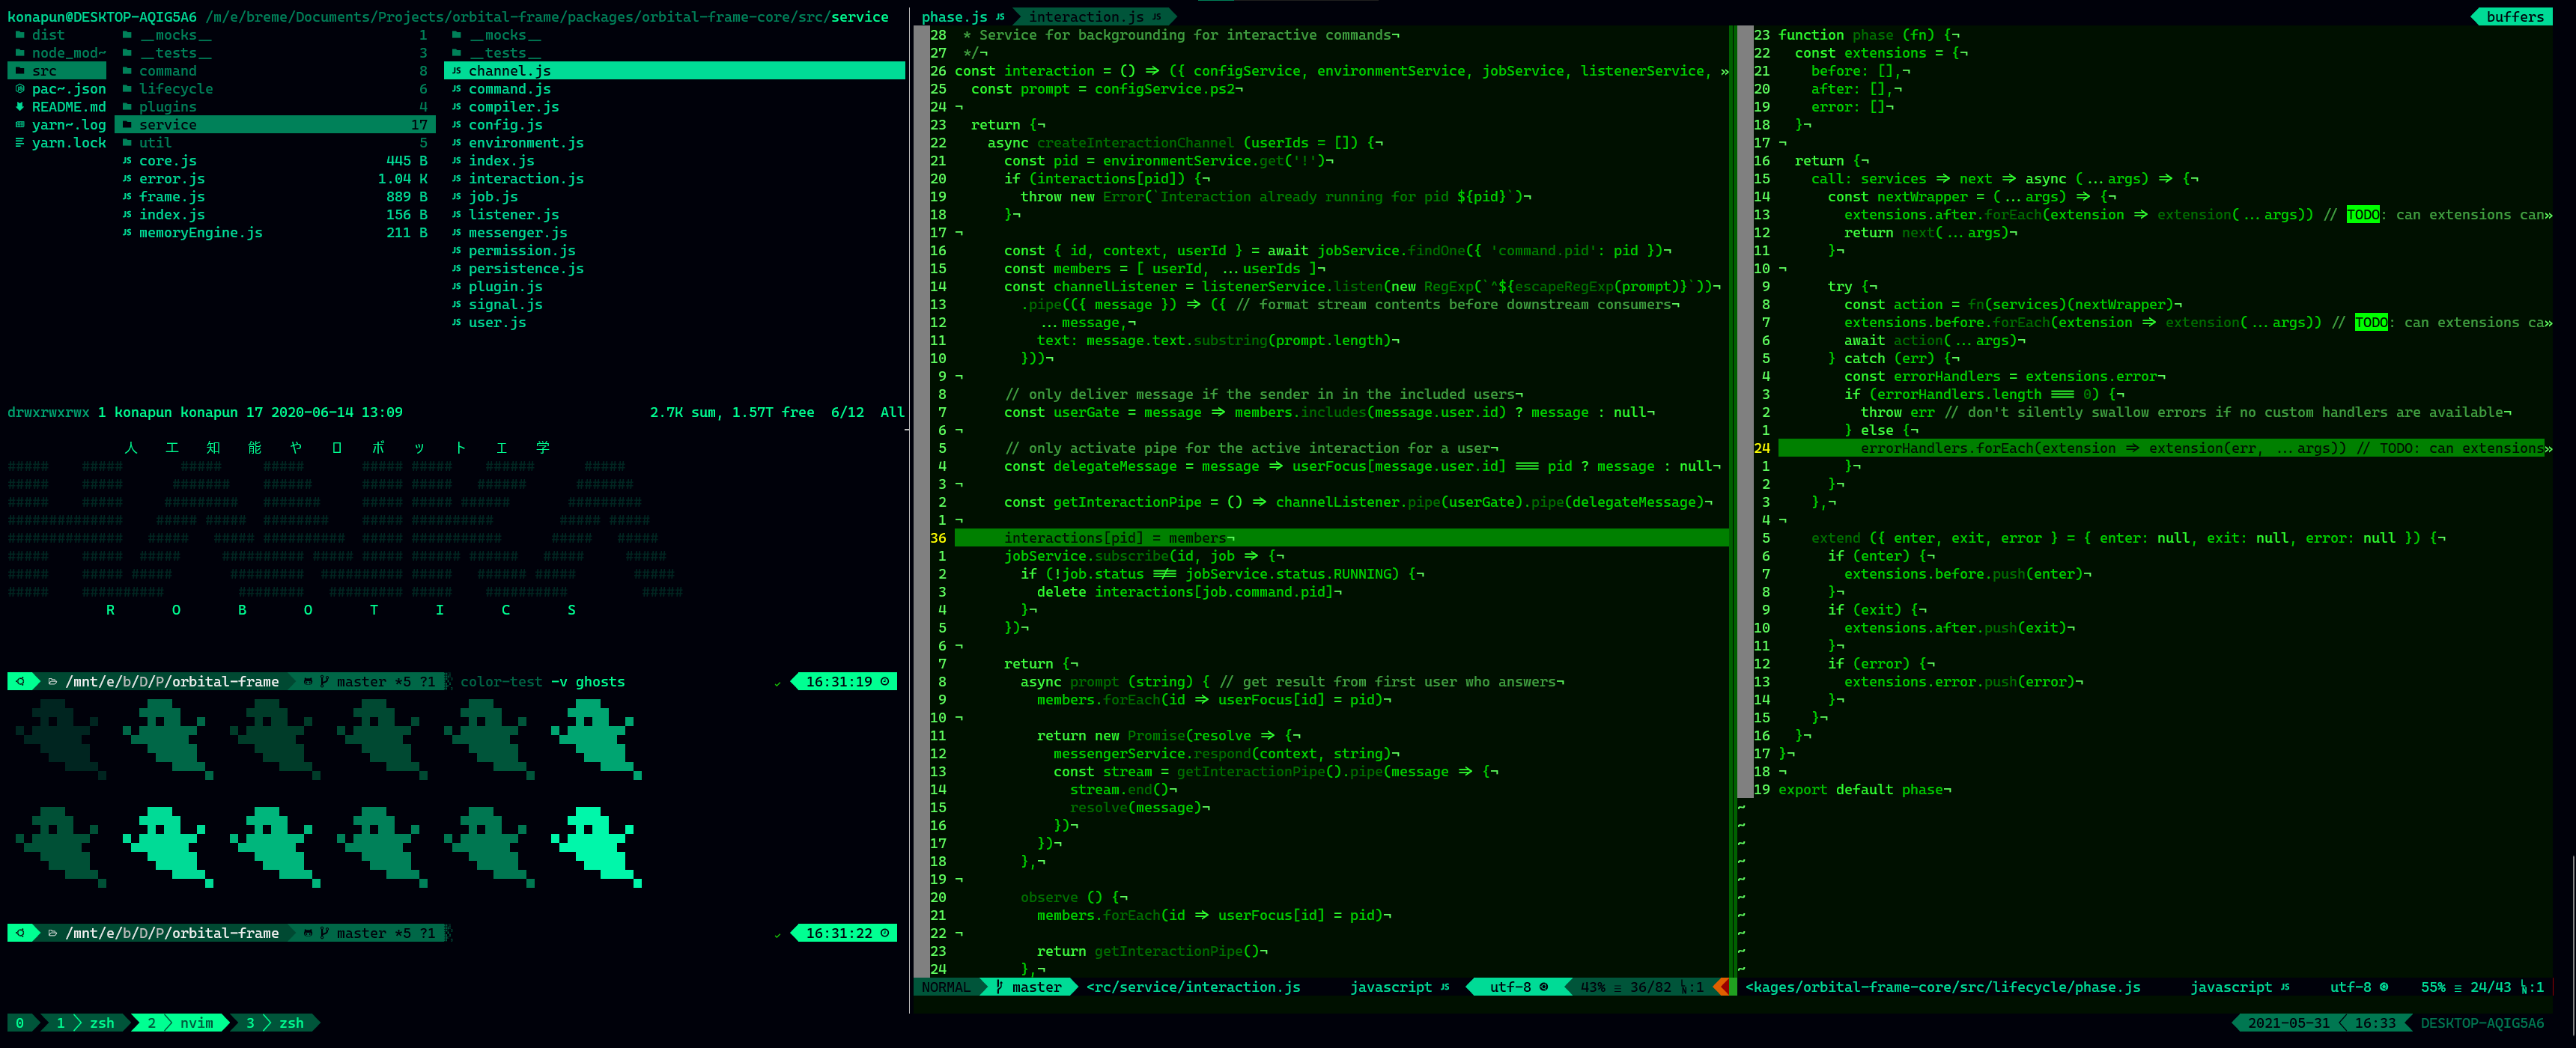 konapun@DESKTOP-AQIG5A6 /m/e/breme/Documents/Projects/orbital-frame/packages/orbital-frame-core/src/service
dist
node_mod~
src
pac~.json
README.md
yarn~.log
yarn.lock
__mocks__ 1
__tests__ 3
command 8
lifecycle 6
plugins 4
service 17
util 5
core.js 445 B
error.js 1.04 K
frame.js 889 B
index.js 156 B
memoryEngine.js 211 B
__mocks__
__tests__
channel.js
command.js
compiler.js
config.js
environment.js
index.js
interaction.js
job.js
listener.js
messenger.js
permission.js
persistence.js
plugin.js
signal.js
user.js
drwxrwxrwx 1 konapun konapun 17 2020-06-14 13:09 2.7K sum, 1.57T free 6/12 All
人 工 知 能 や ロ ボ ッ ト エ 学
##### ##### ##### ##### ##### ##### ##### #####
R O B O T I C S
/mnt/e/b/D/P/orbital-frame master *5 ?1 color-test -v ghosts ✓ 16:31:19
/mnt/e/b/D/P/orbital-frame master *5 ?1 ✓ 16:31:22
0 1 zsh 2 nvim 3 zsh
phase.js JS interaction.js JS buffers
28 * Service for backgrounding for interactive commands¬
27 */¬
26 const interaction = () ⇒ ({ configService, environmentService, jobService, listenerService, »
25 const prompt = configService.ps2¬
24 ¬
23 return {¬
22 async createInteractionChannel (userIds = []) {¬
21 const pid = environmentService.get('!')¬
20 if (interactions[pid]) {¬
19 throw new Error(`Interaction already running for pid ${pid}`)¬
18 }¬
17 ¬
16 const { id, context, userId } = await jobService.findOne({ 'command.pid': pid })¬
15 const members = [ userId, ...userIds ]¬
14 const channelListener = listenerService.listen(new RegExp(`^${escapeRegExp(prompt)}`))¬
13 .pipe(({ message }) ⇒ ({ // format stream contents before downstream consumers¬
12 ...message,¬
11 text: message.text.substring(prompt.length)¬
10 }))¬
9 ¬
8 // only deliver message if the sender in in the included users¬
7 const userGate = message ⇒ members.includes(message.user.id) ? message : null¬
6 ¬
5 // only activate pipe for the active interaction for a user¬
4 const delegateMessage = message ⇒ userFocus[message.user.id] === pid ? message : null¬
3 ¬
2 const getInteractionPipe = () ⇒ channelListener.pipe(userGate).pipe(delegateMessage)¬
1 ¬
36 interactions[pid] = members¬
1 jobService.subscribe(id, job ⇒ {¬
2 if (!job.status !== jobService.status.RUNNING) {¬
3 delete interactions[job.command.pid]¬
4 }¬
5 })¬
6 ¬
7 return {¬
8 async prompt (string) { // get result from first user who answers¬
9 members.forEach(id ⇒ userFocus[id] = pid)¬
10 ¬
11 return new Promise(resolve ⇒ {¬
12 messengerService.respond(context, string)¬
13 const stream = getInteractionPipe().pipe(message ⇒ {¬
14 stream.end()¬
15 resolve(message)¬
16 })¬
17 })¬
18 },¬
19 ¬
20 observe () {¬
21 members.forEach(id ⇒ userFocus[id] = pid)¬
22 ¬
23 return getInteractionPipe()¬
24 },¬
NORMAL master <rc/service/interaction.js javascript JS utf-8 43% ≡ 36/82 :1
23 function phase (fn) {¬
22 const extensions = {¬
21 before: [],¬
20 after: [],¬
19 error: []¬
18 }¬
17 ¬
16 return {¬
15 call: services ⇒ next ⇒ async (...args) ⇒ {¬
14 const nextWrapper = (...args) ⇒ {¬
13 extensions.after.forEach(extension ⇒ extension(...args)) // TODO: can extensions can»
12 return next(...args)¬
11 }¬
10 ¬
9 try {¬
8 const action = fn(services)(nextWrapper)¬
7 extensions.before.forEach(extension ⇒ extension(...args)) // TODO: can extensions ca»
6 await action(...args)¬
5 } catch (err) {¬
4 const errorHandlers = extensions.error¬
3 if (errorHandlers.length === 0) {¬
2 throw err // don't silently swallow errors if no custom handlers are available¬
1 } else {¬
24 errorHandlers.forEach(extension ⇒ extension(err, ...args)) // TODO: can extensions»
1 }¬
2 }¬
3 },¬
4 ¬
5 extend ({ enter, exit, error } = { enter: null, exit: null, error: null }) {¬
6 if (enter) {¬
7 extensions.before.push(enter)¬
8 }¬
9 if (exit) {¬
10 extensions.after.push(exit)¬
11 }¬
12 if (error) {¬
13 extensions.error.push(error)¬
14 }¬
15 }¬
16 }¬
17 }¬
18 ¬
19 export default phase¬
<kages/orbital-frame-core/src/lifecycle/phase.js javascript JS utf-8 55% ≡ 24/43 :1
2021-05-31 16:33 DESKTOP-AQIG5A6